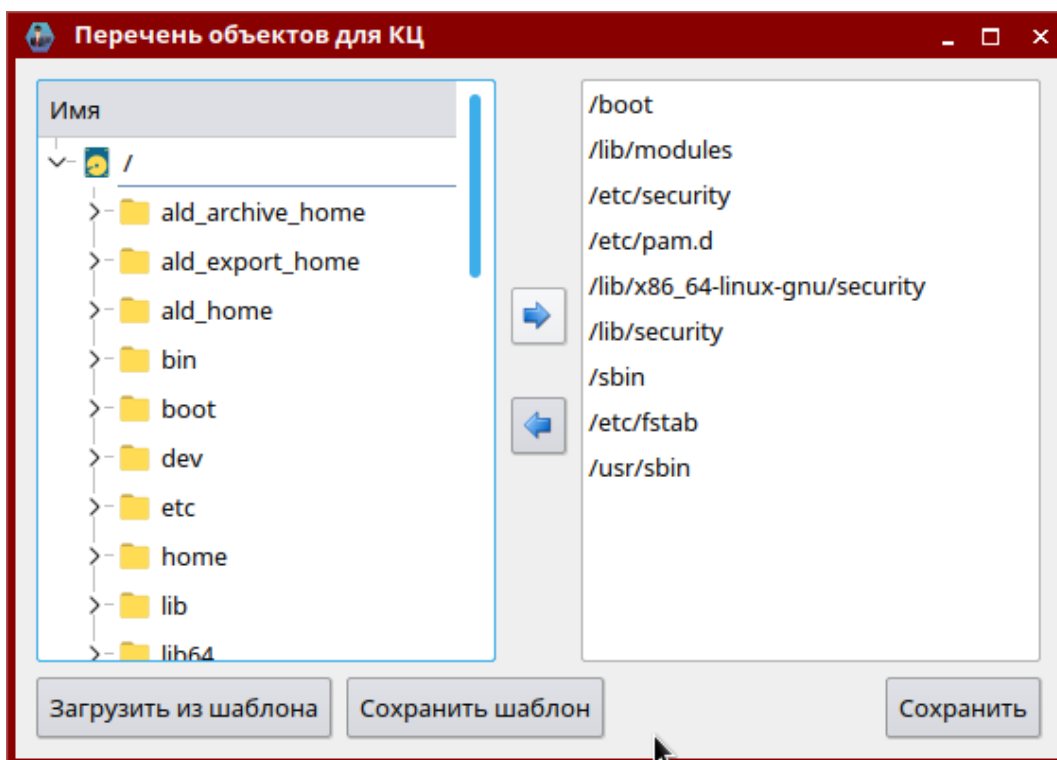 Перечень объектов для КЦ
Имя
/
ald_archive_home
ald_export_home
ald_home
bin
boot
dev
etc
home
lib
lib64
/boot
/lib/modules
/etc/security
/etc/pam.d
/lib/x86_64-linux-gnu/security
/lib/security
/sbin
/etc/fstab
/usr/sbin
Загрузить из шаблона
Сохранить шаблон
Сохранить